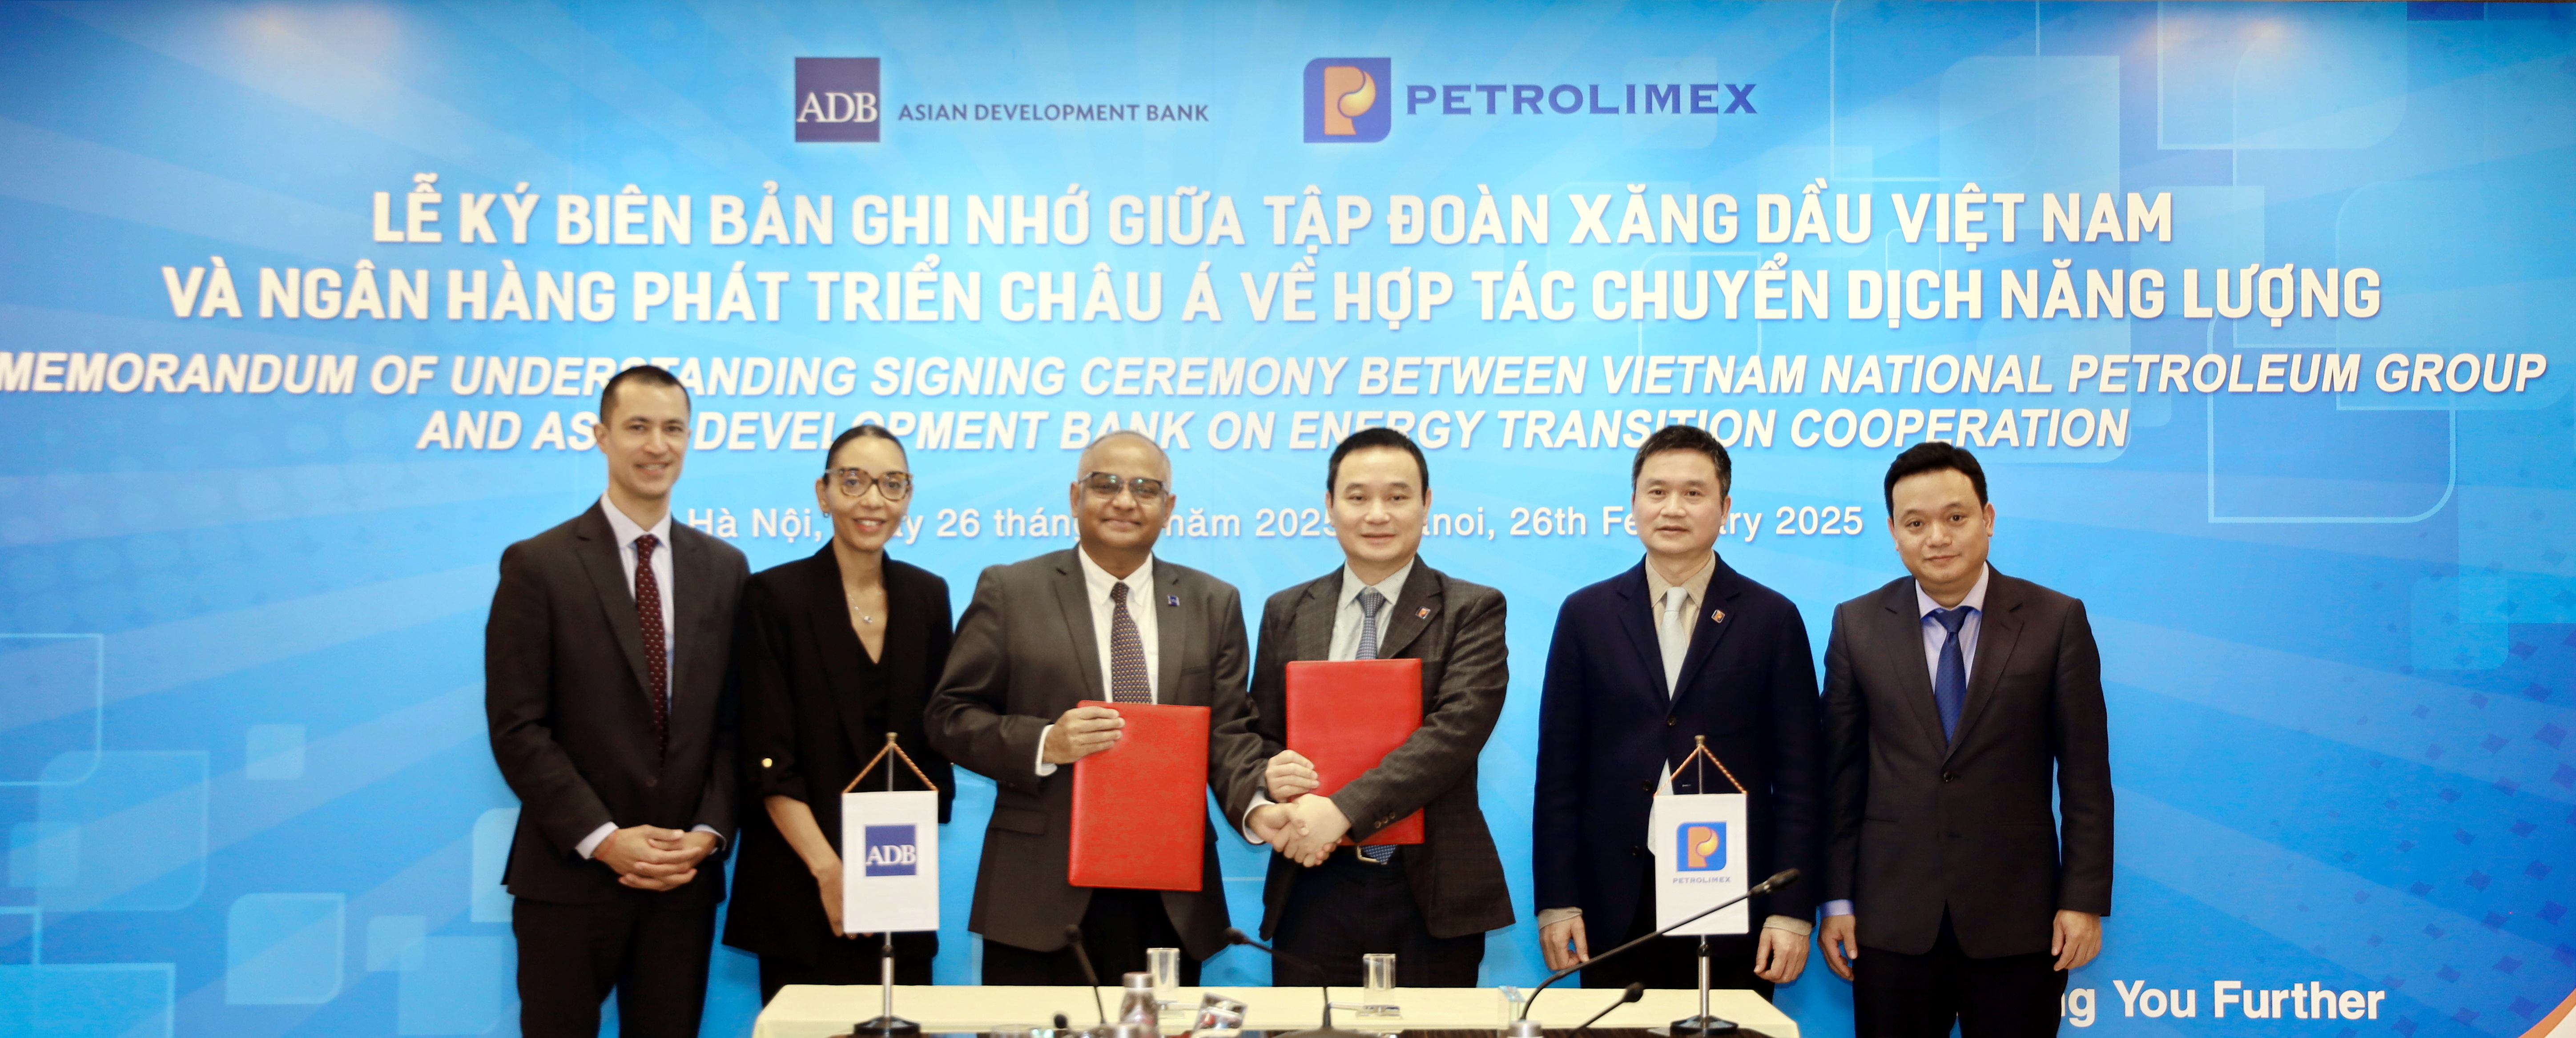 ADB ASIAN DEVELOPMENT BANK
PETROLIMEX
LỄ KÝ BIÊN BẢN GHI NHỚ GIỮA TẬP ĐOÀN XĂNG DẦU VIỆT NAM
VÀ NGÂN HÀNG PHÁT TRIỂN CHÂU Á VỀ HỢP TÁC CHUYỂN DỊCH NĂNG LƯỢNG
MEMORANDUM OF UNDERSTANDING SIGNING CEREMONY BETWEEN VIETNAM NATIONAL PETROLEUM GROUP
AND DEVELOPMENT BANK ON ENERGY TRANSITION COOPERATION
Hà Nội, 26 năm 2025 26th 2025
ADB
PETROLIMEX
You Further